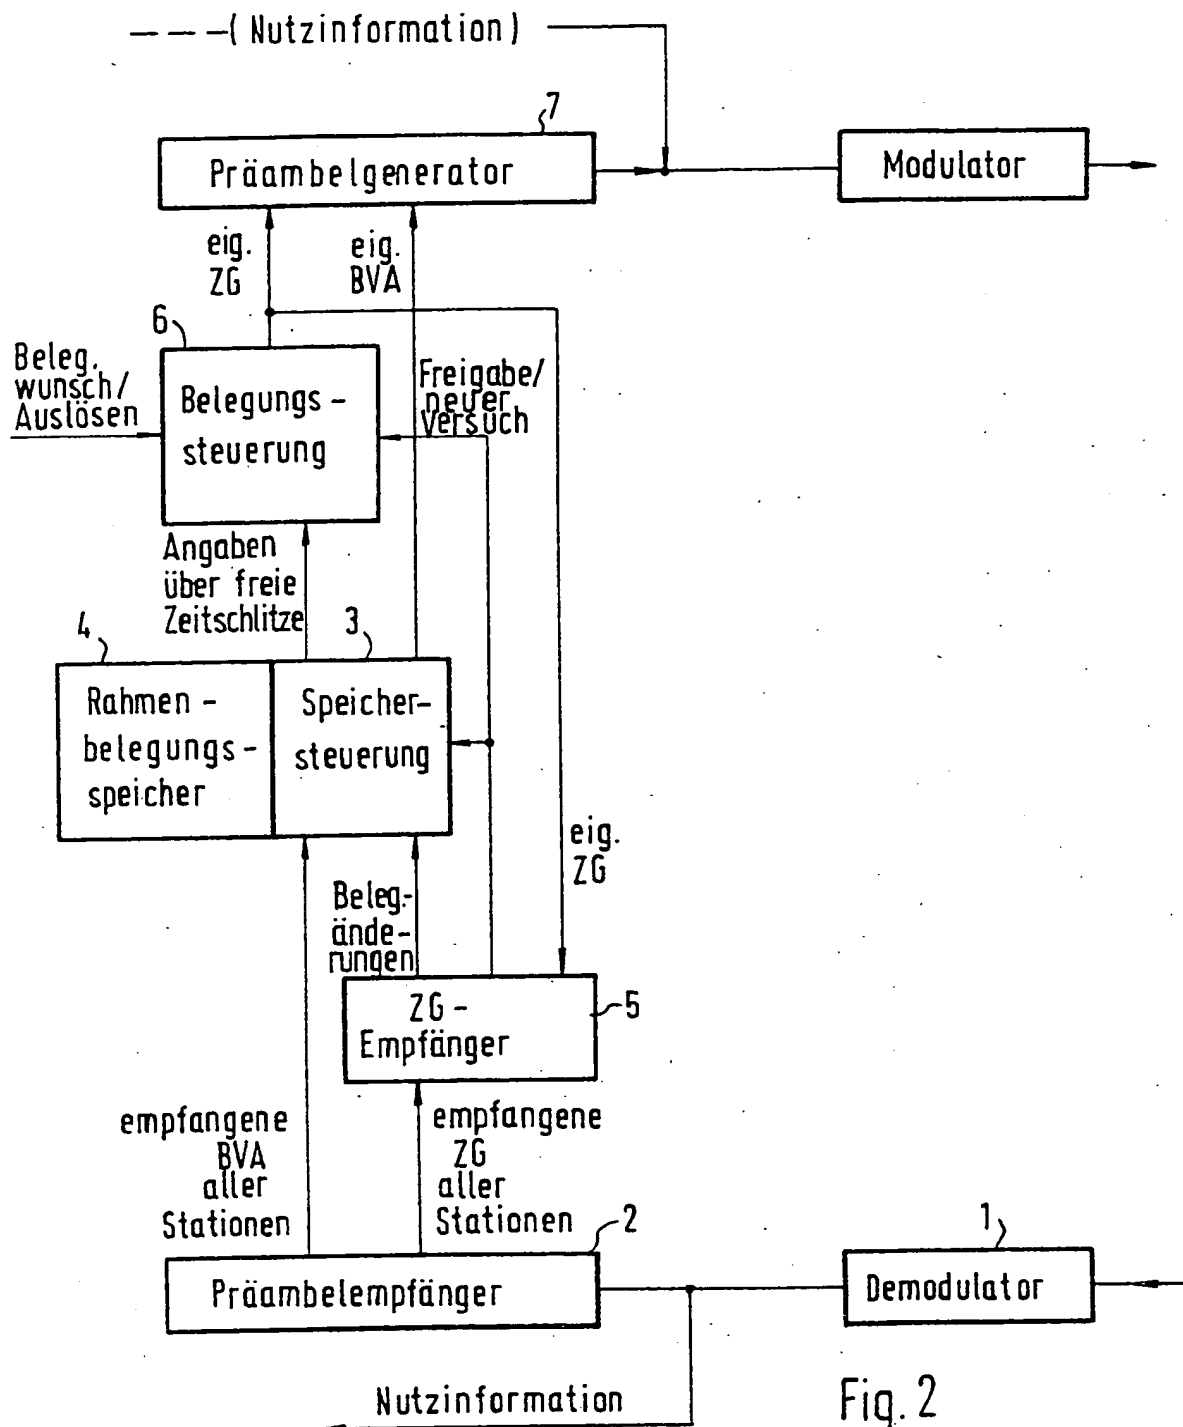 ---( Nutzinformation )
7
Präambelgenerator
Modulator
eig.
ZG
eig.
BVA
6
Beleg.
wunsch/
Auslösen
Belegungs-
steuerung
Freigabe/
neuer
Versuch
Angaben
über freie
Zeitschlitze
4
3
Rahmen-
belegungs-
speicher
Speicher-
steuerung
eig.
ZG
Beleg.-
ände-
rungen
ZG-
Empfänger
5
empfangene
BVA
aller
Stationen
empfangene
ZG
aller
Stationen
2
1
Präambelempfänger
Demodulator
Nutzinformation
Fig. 2